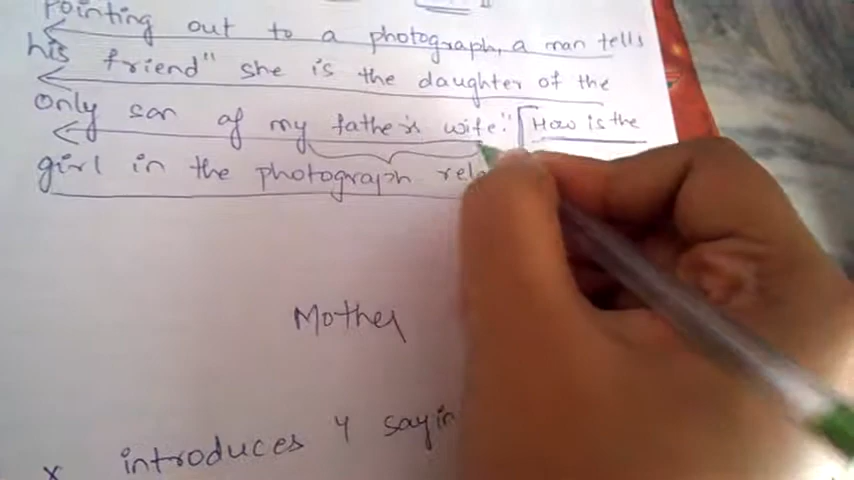 Pointing out to a photograph, a man tells
his friend" she is the daughter of the
only son of my father's wife." How is the
girl in the photograph
Mother
X introduces Y sayin